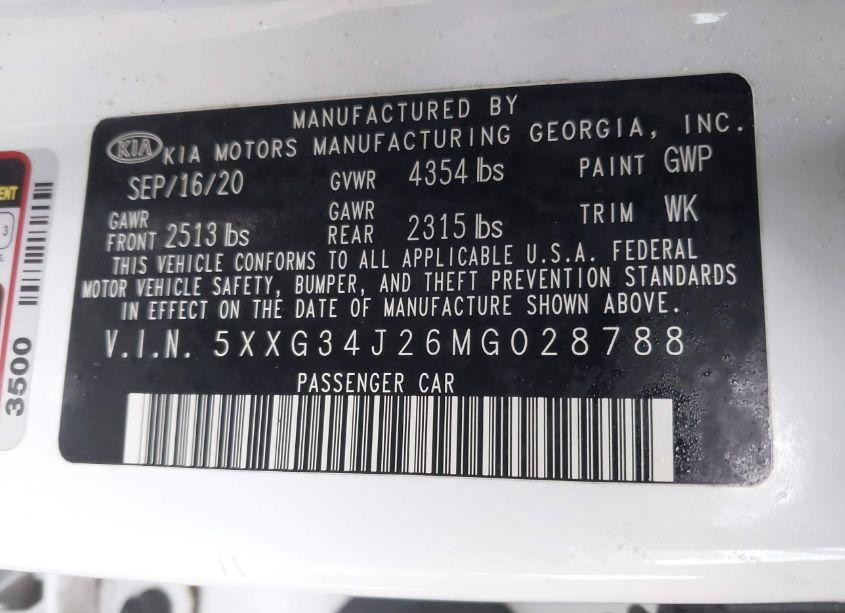 MANUFACTURED BY
KIA KIA MOTORS MANUFACTURING GEORGIA, INC.
SEP/16/20 GVWR 4354 lbs PAINT GWP
GAWR FRONT 2513 lbs GAWR REAR 2315 lbs TRIM WK
THIS VEHICLE CONFORMS TO ALL APPLICABLE U.S.A. FEDERAL
MOTOR VEHICLE SAFETY, BUMPER, AND THEFT PREVENTION STANDARDS
IN EFFECT ON THE DATE OF MANUFACTURE SHOWN ABOVE.
V.I.N. 5XXG34J26MG028788
PASSENGER CAR
3
3500